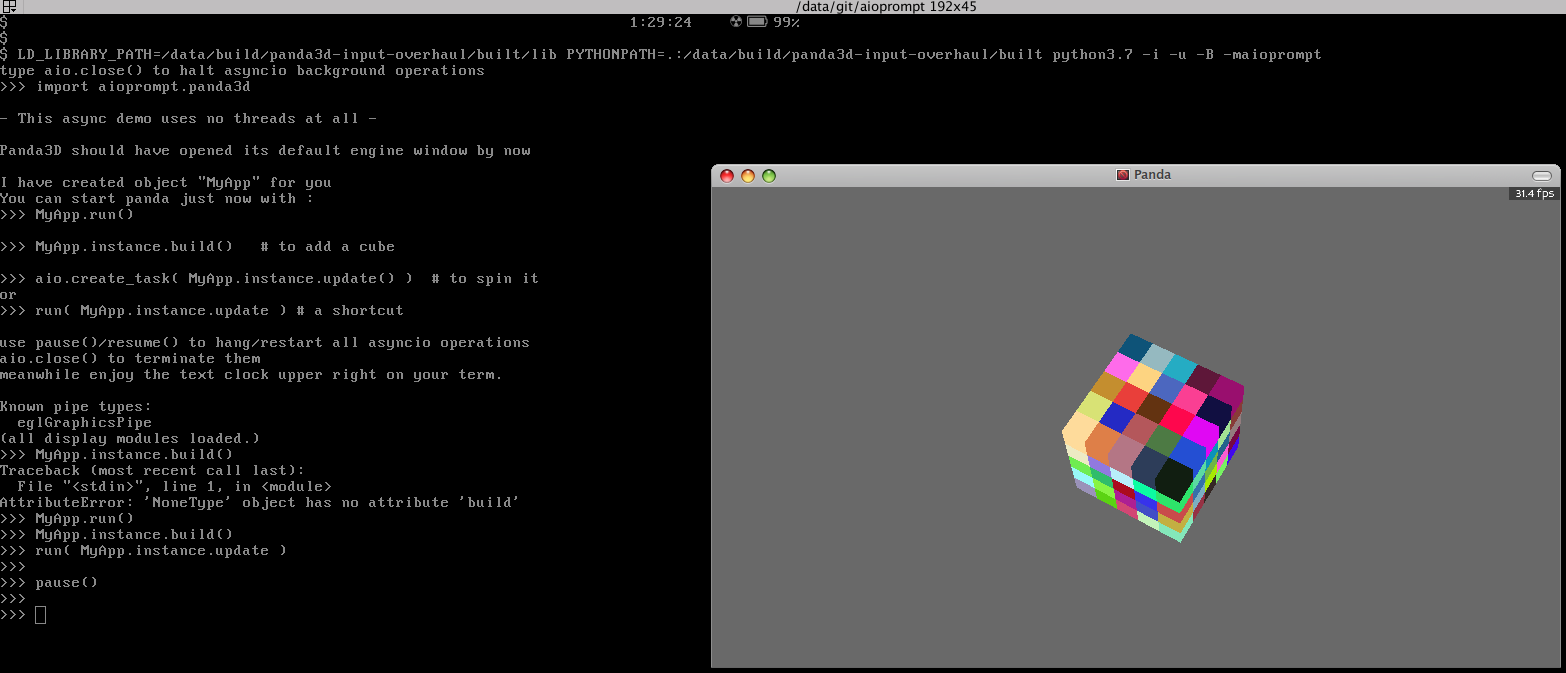 /data/git/aioprompt 192x45
$ 1:29:24 99%
$
$ LD_LIBRARY_PATH=/data/build/panda3d-input-overhaul/built/lib PYTHONPATH=.:/data/build/panda3d-input-overhaul/built python3.7 -i -u -B -maioprompt
type aio.close() to halt asyncio background operations
>>> import aioprompt.panda3d
- This async demo uses no threads at all -
Panda3D should have opened its default engine window by now
I have created object "MyApp" for you
You can start panda just now with :
>>> MyApp.run()
>>> MyApp.instance.build()   # to add a cube
>>> aio.create_task( MyApp.instance.update() )  # to spin it
or
>>> run( MyApp.instance.update ) # a shortcut
use pause()/resume() to hang/restart all asyncio operations
aio.close() to terminate them
meanwhile enjoy the text clock upper right on your term.
Known pipe types:
  eglGraphicsPipe
(all display modules loaded.)
>>> MyApp.instance.build()
Traceback (most recent call last):
  File "<stdin>", line 1, in <module>
AttributeError: 'NoneType' object has no attribute 'build'
>>> MyApp.run()
>>> MyApp.instance.build()
>>> run( MyApp.instance.update )
>>>
>>> pause()
>>>
>>>
Panda
31.4 fps